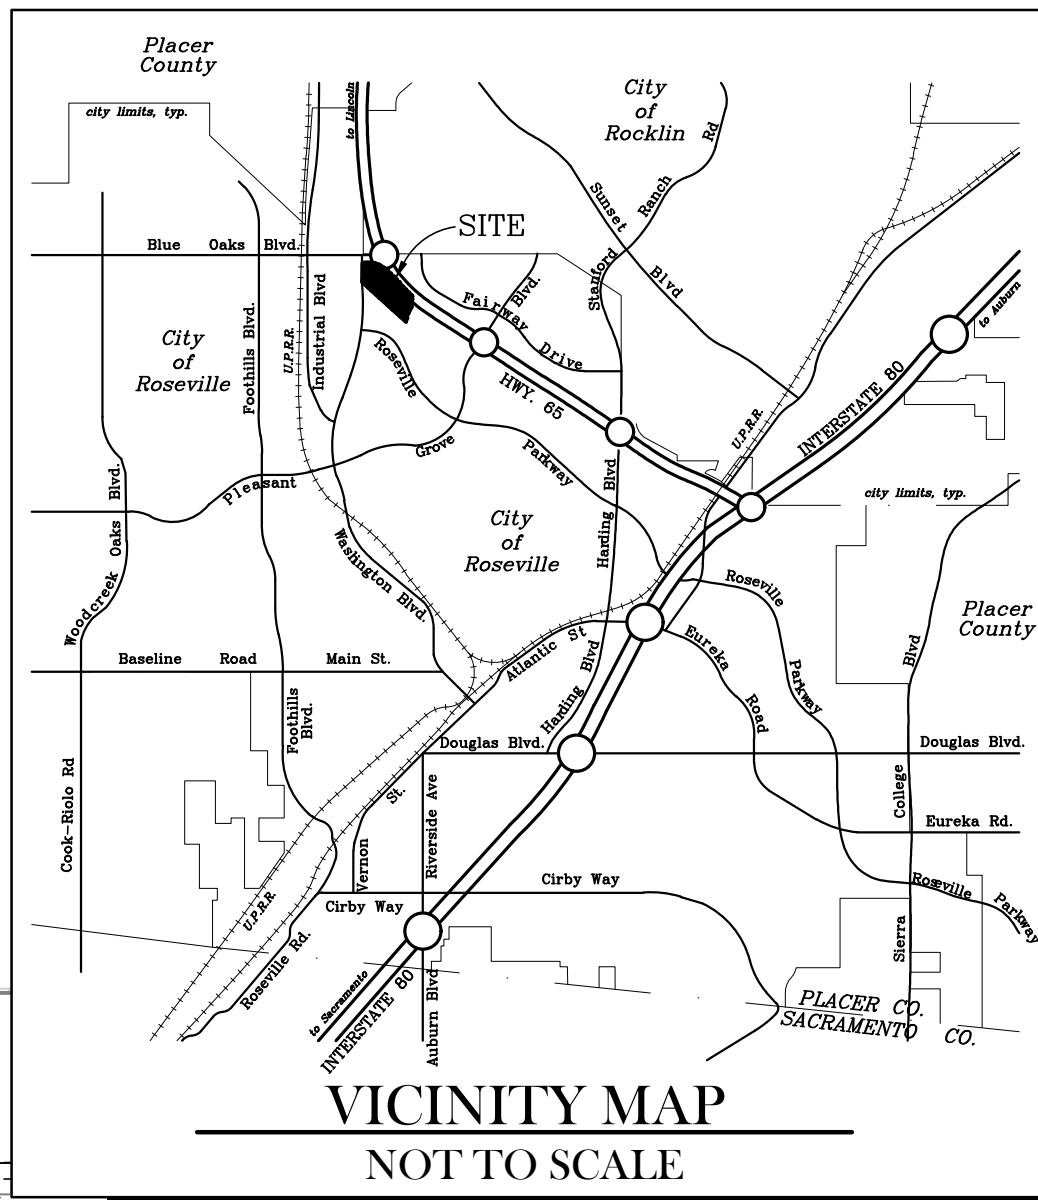 Placer
County
city limits, typ.
to Lincoln
City
of
Rocklin
Rd
Ranch
Stanford
Sunset
Blvd
SITE
Blue Oaks Blvd.
Fairway
Drive
Blvd.
to Auburn
City
of
Roseville
Foothills Blvd.
U.P.R.R.
Industrial Blvd
Roseville
Parkway
HWY. 65
INTERSTATE 80
U.P.R.R.
Pleasant
Grove
Woodcreek Oaks Blvd.
Harding Blvd
city limits, typ.
City
of
Roseville
Washington Blvd.
Roseville
Parkway
Placer
County
Atlantic St
Eureka
Road
Baseline Road
Main St.
Foothills
Blvd.
Harding Blvd
Douglas Blvd.
Douglas Blvd.
Sierra College Blvd
Cook-Riolo Rd
Vernon St.
Riverside Ave
Eureka Rd.
Cirby Way
Cirby Way
Roseville
Parkway
U.P.R.R.
Roseville Rd.
to Sacramento
INTERSTATE 80
Auburn Blvd
PLACER CO.
SACRAMENTO CO.
VICINITY MAP
NOT TO SCALE